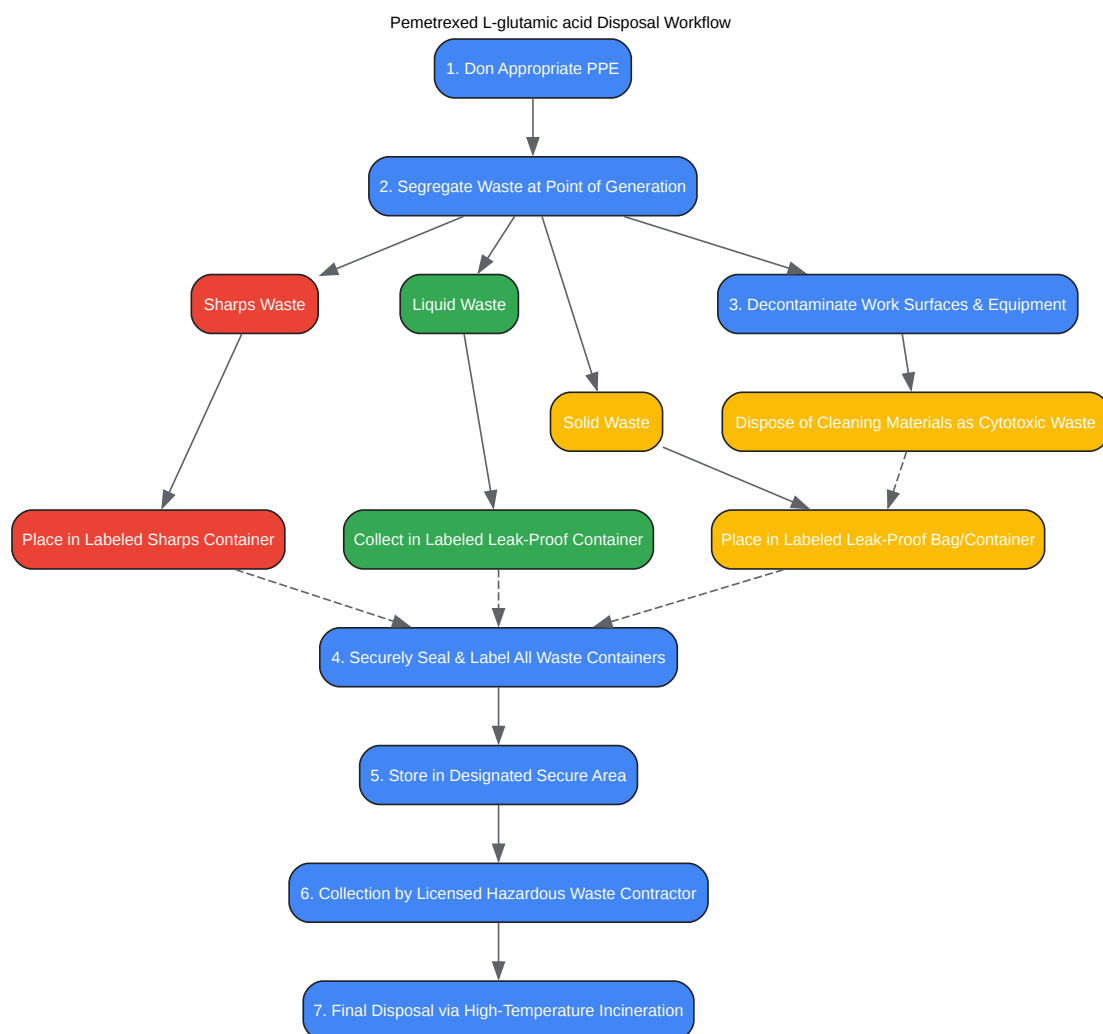 Pemetrexed L-glutamic acid Disposal Workflow
1. Don Appropriate PPE
2. Segregate Waste at Point of Generation
Sharps Waste
Liquid Waste
3. Decontaminate Work Surfaces & Equipment
Solid Waste
Dispose of Cleaning Materials as Cytotoxic Waste
Place in Labeled Sharps Container
Collect in Labeled Leak-Proof Container
Place in Labeled Leak-Proof Bag/Container
4. Securely Seal & Label All Waste Containers
5. Store in Designated Secure Area
6. Collection by Licensed Hazardous Waste Contractor
7. Final Disposal via High-Temperature Incineration